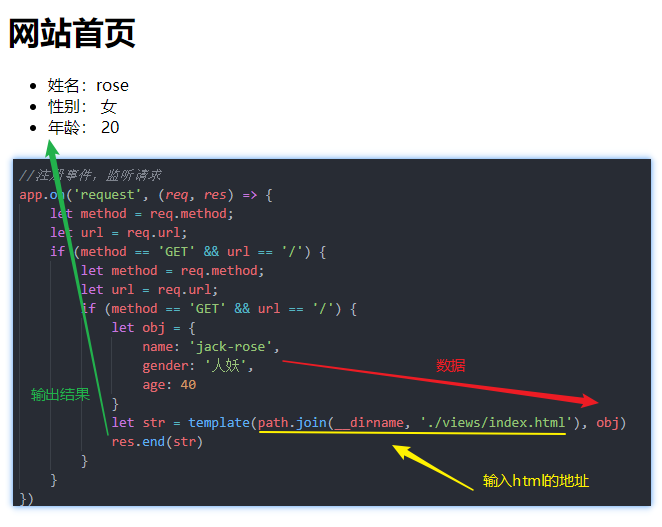 网站首页
姓名：rose
性别： 女
年龄： 20
//注册事件，监听请求
app.on('request', (req, res) => {
let method = req.method;
let url = req.url;
if (method == 'GET' && url == '/') {
let method = req.method;
let url = req.url;
if (method == 'GET' && url == '/') {
let obj = {
name: 'jack-rose',
gender: '人妖',
数据
age: 40
输出结果
}
let str = template(path.join(__dirname, './views/index.html'), obj)
res.end(str)
}
输入html的地址
}
})